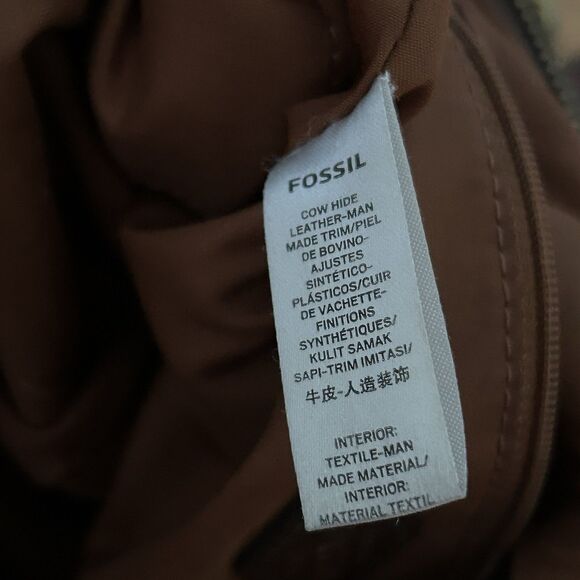 FOSSIL
COW HIDE
LEATHER-MAN
MADE TRIM/PIEL
DE BOVINO-
AJUSTES
SINTÉTICO-
PLÁSTICOS/CUIR
DE VACHETTE-
FINITIONS
SYNTHÉTIQUES/
KULIT SAMAK
SAPI-TRIM IMITASI/
牛皮-人造装饰
INTERIOR:
TEXTILE-MAN
MADE MATERIAL/
INTERIOR:
MATERIAL TEXTIL